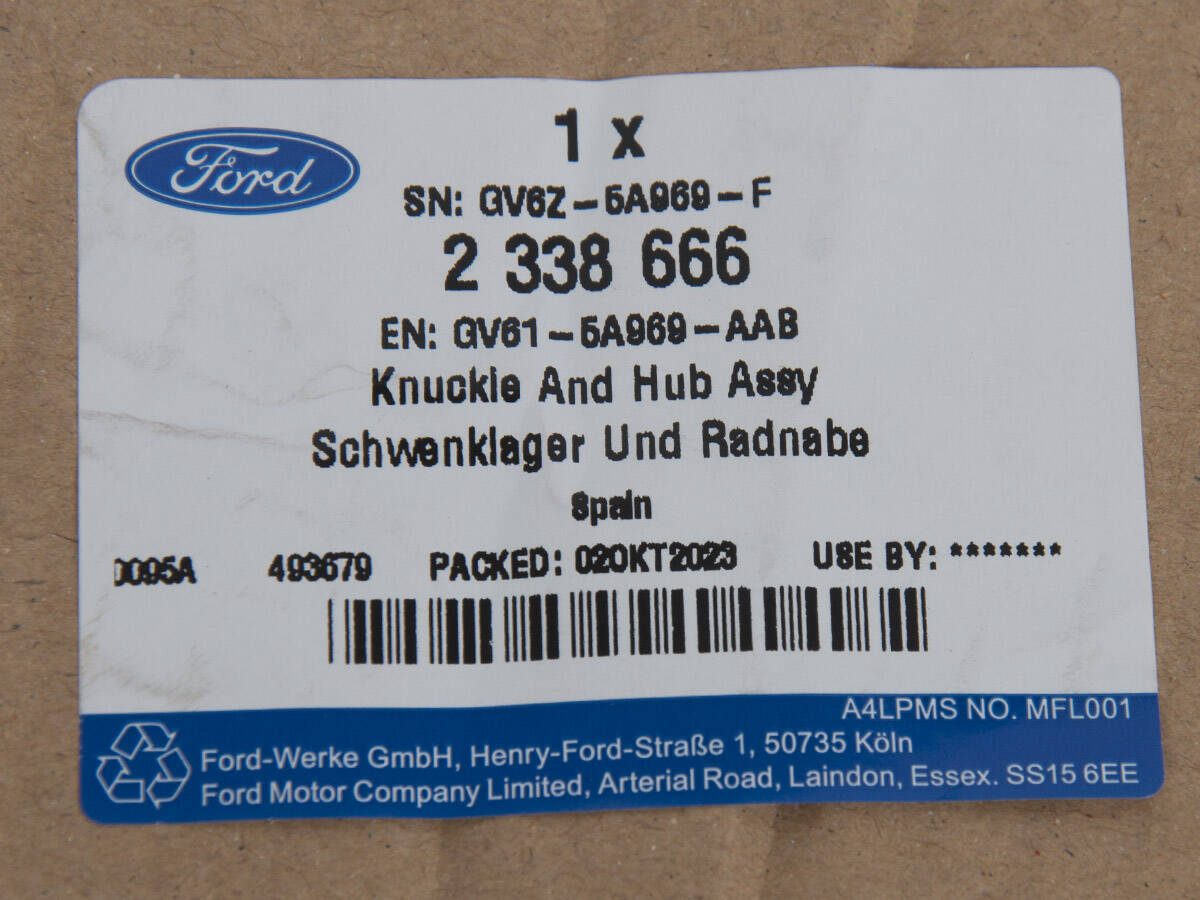 Ford
1 x
SN: GV6Z-5A969-F
2 338 666
EN: GV61-5A969-AAB
Knuckle And Hub Assy
Schwenklager Und Radnabe
Spain
0095A 493679 PACKED: 02OKT2023 USE BY: *******
A4LPMS NO. MFL001
Ford-Werke GmbH, Henry-Ford-Straße 1, 50735 Köln
Ford Motor Company Limited, Arterial Road, Laindon, Essex. SS15 6EE